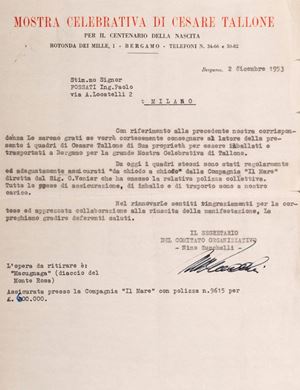 MOSTRA CELEBRATIVA DI CESARE TALLONE
PER IL CENTENARIO DELLA NASCITA
ROTONDA DEI MILLE, 1 - BERGAMO - TELEFONI N. 34-66 e 50-82
Bergamo, 2 dicembre 1953
Stim.mo Signor
FOSSATI Ing.Paolo
via A.Locatelli 2
MILANO
Con riferimento alla precedente nostra corrispon
denza Le saremo grati se vorrà cortesemente consegnare al latore della pre-
sente i quadri di Cesare Tallone di Sua proprietà per essere imballati e
trasportati a Bergamo per la grande Mostra Celebrativa di Tallone.
Da oggi i quadri stessi sono stati regolarmente
ed adeguatamente assicurati "da chiodo a chiodo" dalla Compagnia "Il Mare"
diretta dal Sig. C.Venier che ha emesso la relativa polizza collettiva.
Tutte le spese di assicurazione, di imballo e di trasporto sono a nostro
carico.
Nel rinnovarLe sentiti ringraziamenti per la cor-
tese ed apprezzata collaborazione alla riuscita della manifestazione, La
preghiamo gradire deferenti saluti.
IL SEGRETARIO
DEL COMITATO ORGANIZZATIVO
- Nino Zucchelli -
L'opera da ritirare è:
"Macugnaga" (diaccio del
Monte Rosa)
Assicurata presso la Compagnia "Il Mare" con polizza n.9615 per
£. 600.000.